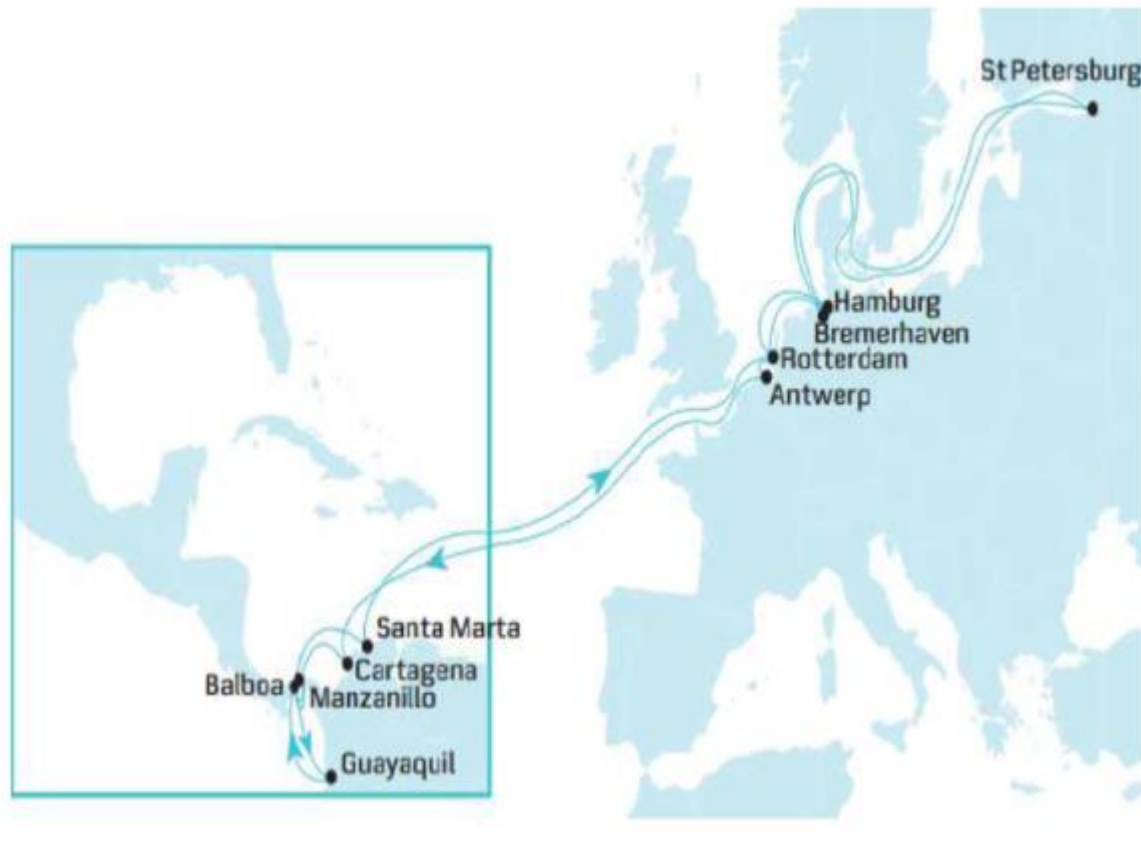 St Petersburg
Hamburg
Bremerhaven
Rotterdam
Antwerp
Santa Marta
Cartagena
Balboa
Manzanillo
Guayaquil